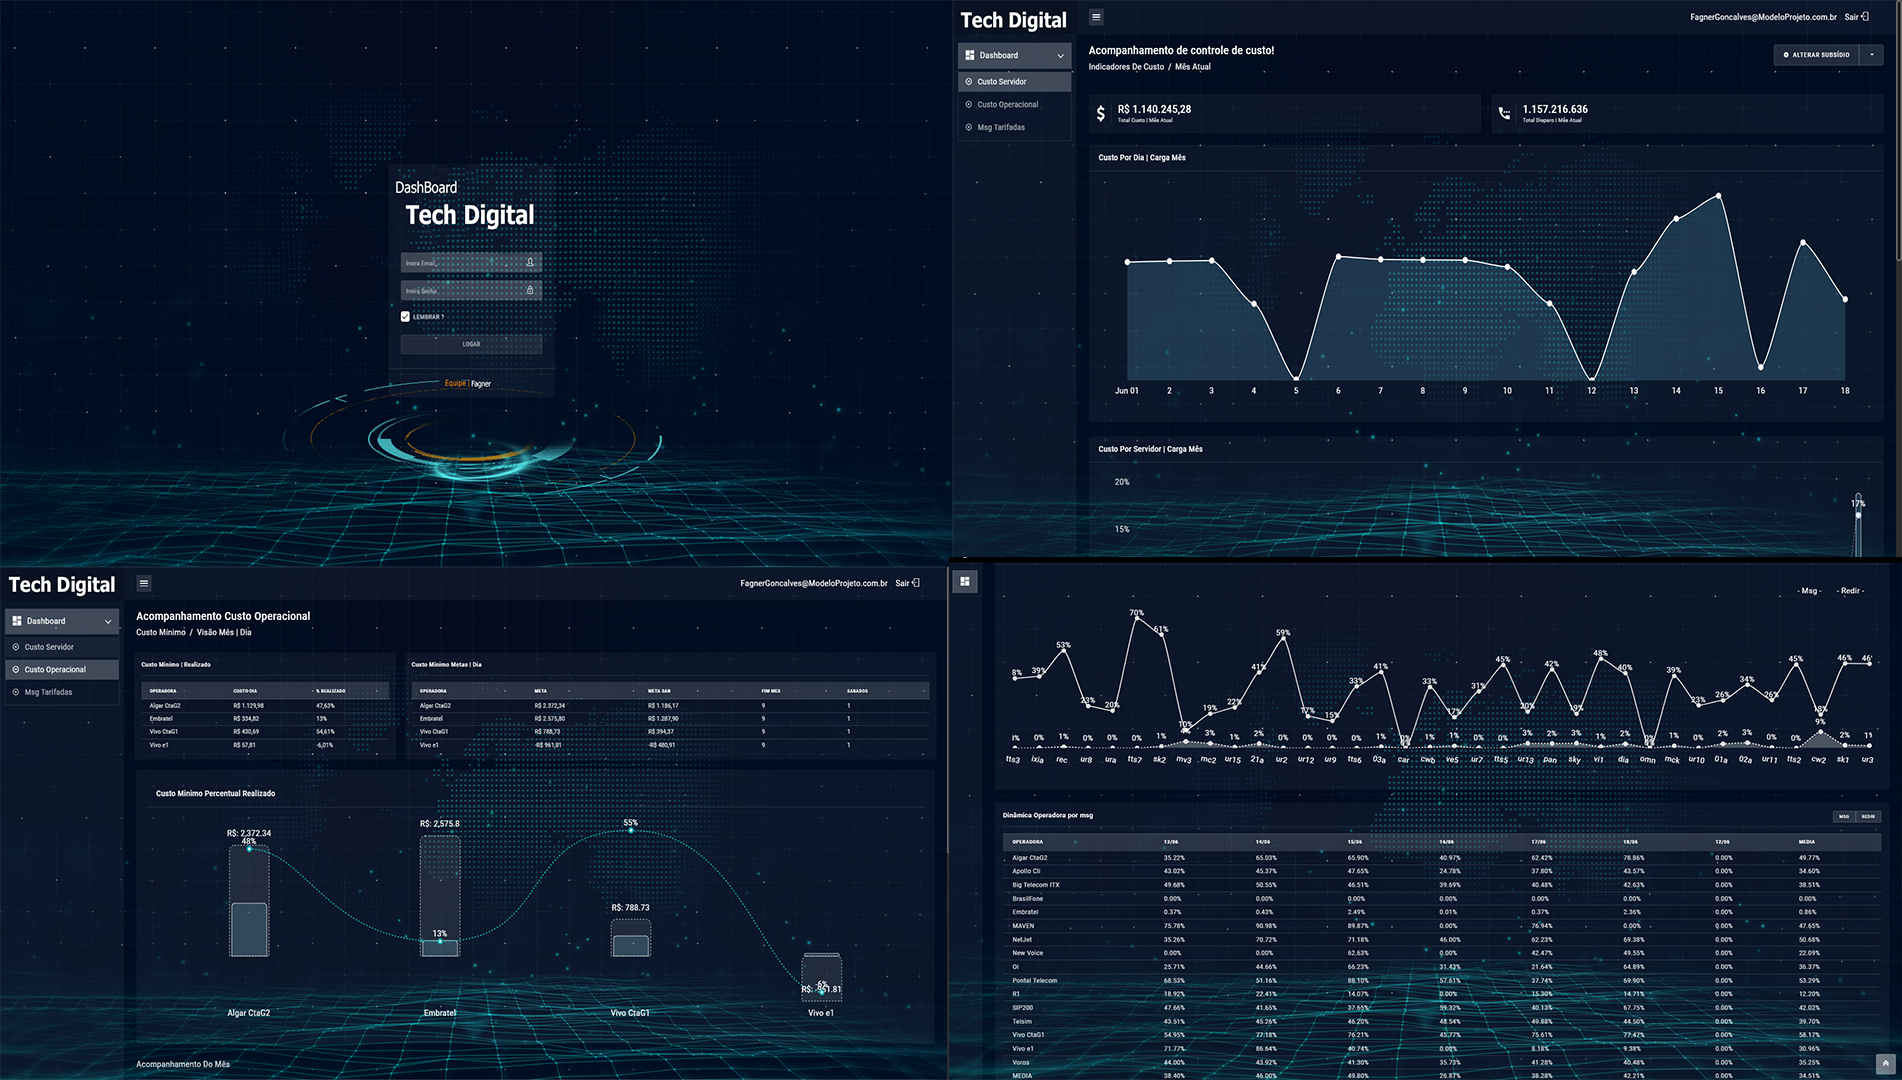 DashBoard
Tech Digital
Insira Email
Insira Senha
LEMBRAR ?
LOGAR
Equipe | Fagner
Tech Digital
FagnerGoncalves@ModeloProjeto.com.br Sair
Dashboard
Custo Servidor
Custo Operacional
Msg Tarifadas
Acompanhamento de controle de custo!
Indicadores De Custo / Mês Atual
ALTERAR SUBSÍDIO
R$ 1.140.245,28
Total Custo | Mês Atual
1.157.216.636
Total Disparo | Mês Atual
Custo Por Dia | Carga Mês
Jun 01 2 3 4 5 6 7 8 9 10 11 12 13 14 15 16 17 18
Custo Por Servidor | Carga Mês
20%
17%
15%
Tech Digital
FagnerGoncalves@ModeloProjeto.com.br Sair
Dashboard
Custo Servidor
Custo Operacional
Msg Tarifadas
Acompanhamento Custo Operacional
Custo Mínimo / Visão Mês | Dia
Custo Minimo | Realizado
OPERADORA CUSTO-DIA % REALIZADO
Algar CtaG2 R$ 1.129,98 47,63%
Embratel R$ 334,82 13%
Vivo CtaG1 R$ 430,69 54,61%
Vivo e1 R$ 57,81 -6,01%
Custo Minimo Metas | Dia
OPERADORA META META SAB FIM MES SABADOS
Algar CtaG2 R$ 2.372,34 R$ 1.186,17 9 1
Embratel R$ 2.575,80 R$ 1.287,90 9 1
Vivo CtaG1 R$ 788,73 R$ 394,37 9 1
Vivo e1 -R$ 961,81 -R$ 480,91 9 1
Custo Minimo Percentual Realizado
R$: 2,372.34
48%
R$: 2,575.8
13%
55%
R$: 788.73
R$: -961.81
Algar CtaG2 Embratel Vivo CtaG1 Vivo e1
Acompanhamento Do Mês
- Msg - - Redir -
8% 39% 53% 23% 20% 70% 61% 10% 19% 22% 41% 59% 17% 15% 33% 41% 33% 17% 31% 45% 20% 42% 19% 48% 40% 39% 23% 26% 34% 26% 45% 18% 46% 46%
0% 1% 0% 0% 0% 1% 3% 1% 2% 0% 0% 0% 0% 1% 1% 1% 0% 0% 3% 2% 3% 1% 2% 1% 0% 2% 3% 0% 0% 9% 2% 1%
tts3 ixia rec ur8 ura tts7 sk2 mv3 mc2 ur15 21a ur2 ur12 ur9 tts6 03a car cwb ve5 ur7 tts5 ur13 pan sky vi1 dia omn mck ur10 01a 02a ur11 tts2 cw2 sk1 ur3
Dinâmica Operadora por msg
MSG REDIR
OPERADORA 13/06 14/06 15/06 16/06 17/06 18/06 12/06 MEDIA
Algar CtaG2 35.22% 65.03% 65.90% 40.97% 62.42% 78.86% 0.00% 49.77%
Apollo Cli 43.02% 45.37% 47.65% 24.78% 37.80% 43.57% 0.00% 34.60%
Big Telecom ITX 49.68% 50.55% 46.51% 39.69% 40.48% 42.63% 0.00% 38.51%
BrasilFone 0.00% 0.00% 0.00% 0.00% 0.00% 0.00% 0.00% 0.00%
Embratel 0.37% 0.43% 2.49% 0.01% 0.37% 2.36% 0.00% 0.86%
MAVEN 75.78% 90.98% 89.87% 0.00% 76.94% 0.00% 0.00% 47.65%
NetJet 35.26% 70.72% 71.18% 46.00% 62.23% 69.38% 0.00% 50.68%
New Voice 0.00% 0.00% 62.63% 0.00% 42.47% 49.55% 0.00% 22.09%
Oi 25.71% 44.66% 66.23% 31.43% 21.64% 64.89% 0.00% 36.37%
Pontal Telecom 68.53% 51.16% 88.10% 57.61% 37.74% 69.90% 0.00% 53.29%
R1 18.92% 22.41% 14.07% 0.00% 15.30% 14.71% 0.00% 12.20%
SIP200 47.66% 41.65% 37.65% 59.32% 40.13% 67.75% 0.00% 42.02%
Telsim 43.51% 45.26% 46.20% 48.54% 49.88% 44.50% 0.00% 39.70%
Vivo CtaG1 54.95% 77.18% 76.21% 45.77% 75.61% 77.47% 0.00% 58.17%
Vivo e1 71.77% 86.64% 40.74% 0.00% 8.18% 9.38% 0.00% 30.96%
Voros 44.00% 43.92% 41.30% 35.73% 41.28% 40.48% 0.00% 35.25%
MEDIA 38.40% 46.00% 49.80% 26.87% 38.28% 42.21% 0.00% 34.51%